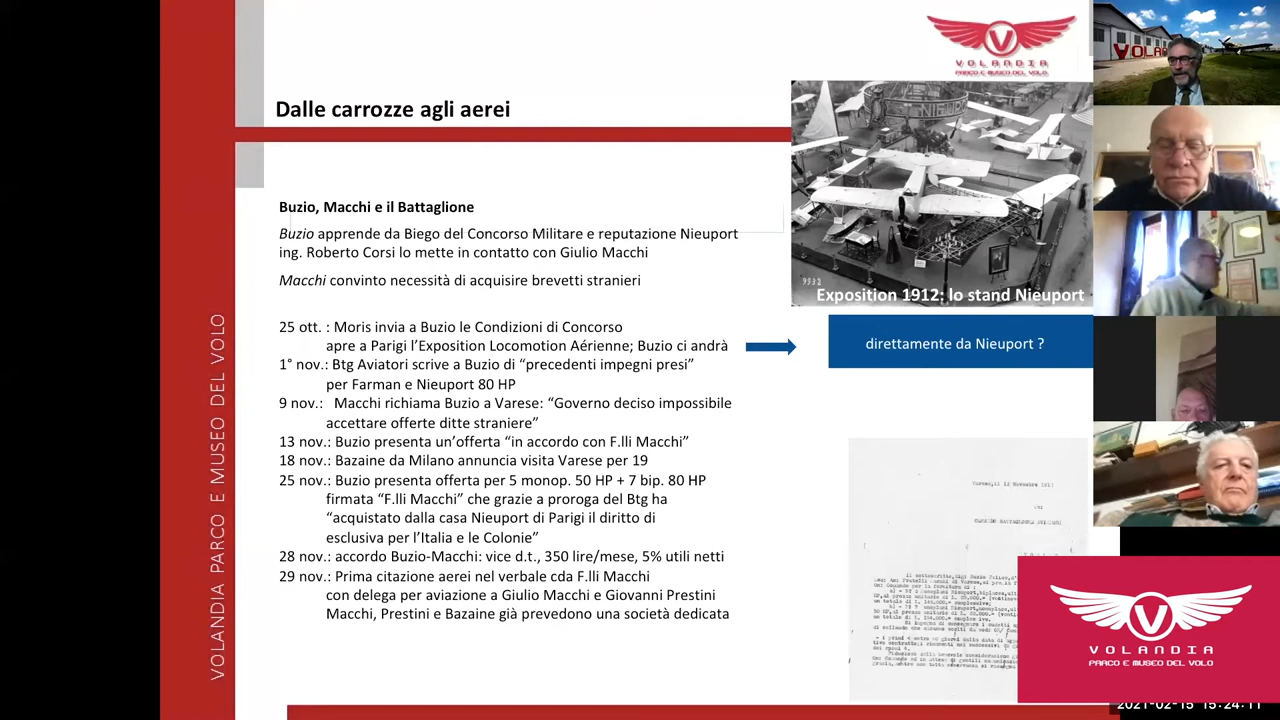 VOLANDIA
PARCO E MUSEO DEL VOLO
VOLANDIA PARCO E MUSEO DEL VOLO
Dalle carrozze agli aerei
Buzio, Macchi e il Battaglione
Buzio apprende da Biego del Concorso Militare e reputazione Nieuport
ing. Roberto Corsi lo mette in contatto con Giulio Macchi
Macchi convinto necessità di acquisire brevetti stranieri
25 ott. : Moris invia a Buzio le Condizioni di Concorso
apre a Parigi l’Exposition Locomotion Aérienne; Buzio ci andrà
1° nov.: Btg Aviatori scrive a Buzio di “precedenti impegni presi”
per Farman e Nieuport 80 HP
9 nov.: Macchi richiama Buzio a Varese: “Governo deciso impossibile
accettare offerte ditte straniere”
13 nov.: Buzio presenta un’offerta “in accordo con F.lli Macchi”
18 nov.: Bazaine da Milano annuncia visita Varese per 19
25 nov.: Buzio presenta offerta per 5 monop. 50 HP + 7 bip. 80 HP
firmata “F.lli Macchi” che grazie a proroga del Btg ha
“acquistato dalla casa Nieuport di Parigi il diritto di
esclusiva per l’Italia e le Colonie”
28 nov.: accordo Buzio-Macchi: vice d.t., 350 lire/mese, 5% utili netti
29 nov.: Prima citazione aerei nel verbale cda F.lli Macchi
con delega per aviazione a Giulio Macchi e Giovanni Prestini
Macchi, Prestini e Bazaine già prevedono una società dedicata
Exposition 1912: lo stand Nieuport
direttamente da Nieuport ?
VOLANDIA
PARCO E MUSEO DEL VOLO
2021-02-15 15:24:11